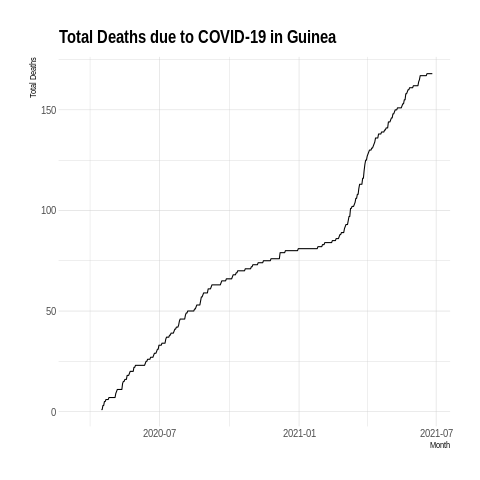 Total Deaths due to COVID-19 in Guinea
Total Deaths
150
100
50
0
2020-07
2021-01
2021-07
Month